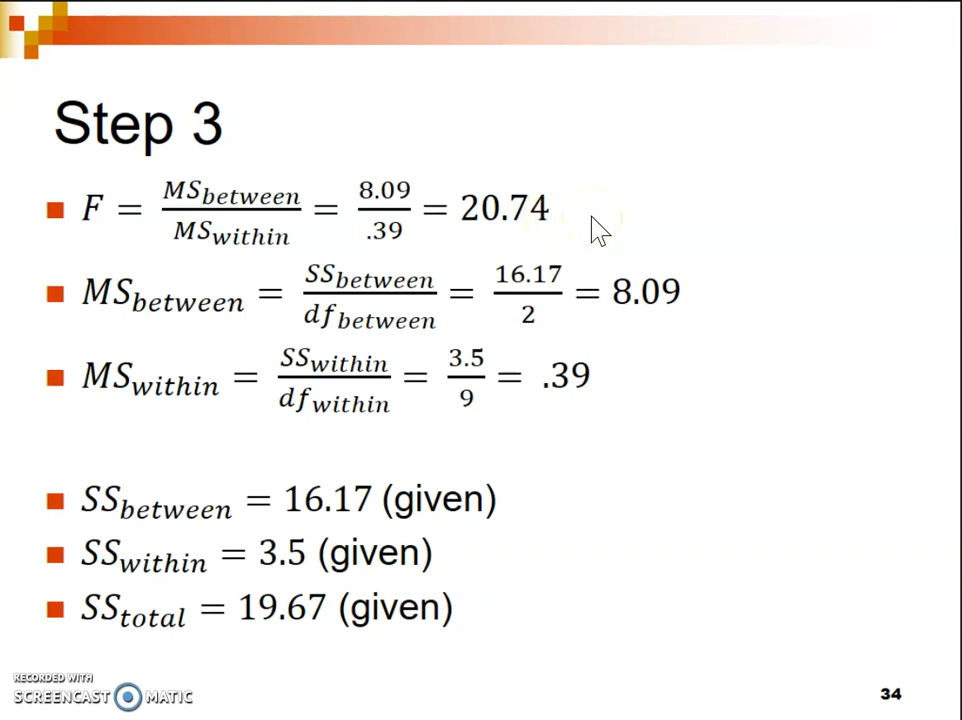 Step 3
F = MS_between / MS_within = 8.09 / .39 = 20.74
MS_between = SS_between / df_between = 16.17 / 2 = 8.09
MS_within = SS_within / df_within = 3.5 / 9 = .39
SS_between = 16.17 (given)
SS_within = 3.5 (given)
SS_total = 19.67 (given)
RECORDED WITH
SCREENCAST MATIC
34